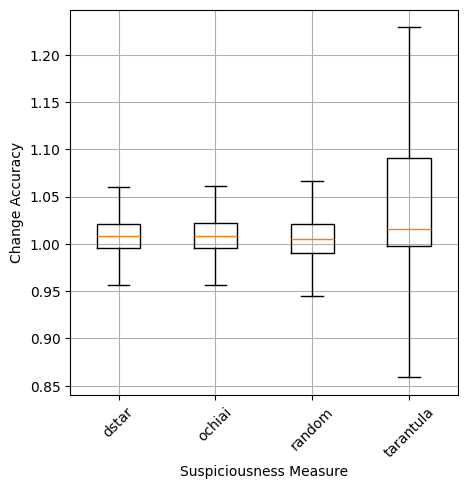 1.20
1.15
1.10
1.05
1.00
0.95
0.90
0.85
Change Accuracy
dstar
ochiai
random
tarantula
Suspiciousness Measure